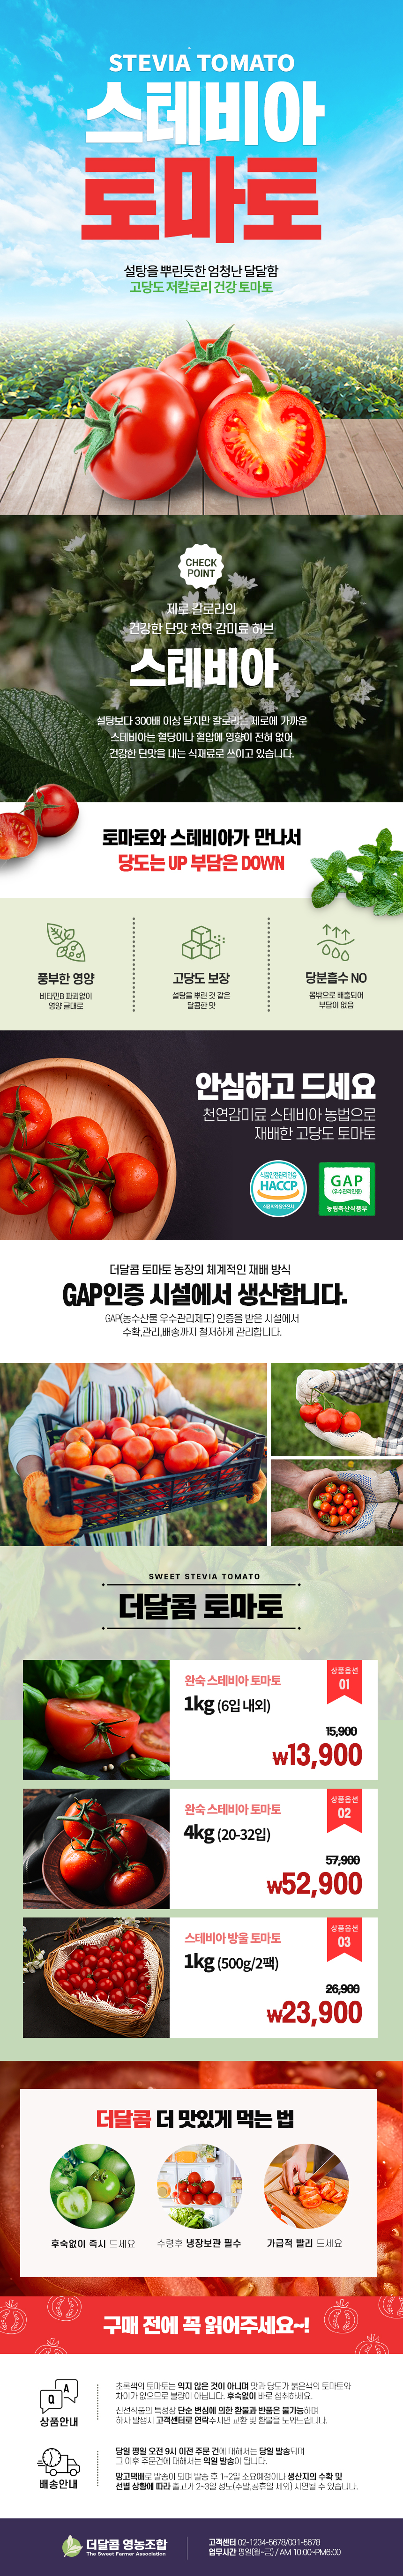 STEVIA TOMATO
스테비아
토마토
설탕을 뿌린듯한 엄청난 달달함
고당도 저칼로리 건강 토마토
CHECK
POINT
제로 칼로리의
건강한 단맛 천연 감미료 허브
스테비아
설탕보다 300배 이상 달지만 칼로리는 제로에 가까운
스테비아는 혈당이나 혈압에 영향이 전혀 없어
건강한 단맛을 내는 식재료로 쓰이고 있습니다.
토마토와 스테비아가 만나서
당도는 UP 부담은 DOWN
풍부한 영양
비타민B 파괴없이
영양 골대로
고당도 보장
설탕을 뿌린 것 같은
달콤한 맛
당분흡수 NO
몸밖으로 배출되어
부담이 없음
안심하고 드세요
천연감미료 스테비아 농법으로
재배한 고당도 토마토
식품안전관리인증
HACCP
식품의약품안전처
GAP
(우수관리인증)
농림축산식품부
더달콤 토마토 농장의 체계적인 재배 방식
GAP인증 시설에서 생산합니다.
GAP(농수산물 우수관리제도) 인증을 받은 시설에서
수확,관리,배송까지 철저하게 관리합니다.
SWEET STEVIA TOMATO
더달콤 토마토
상품옵션
01
완숙 스테비아 토마토
1kg (6입 내외)
15,900
₩13,900
상품옵션
02
완숙 스테비아 토마토
4kg (20-32입)
57,900
₩52,900
상품옵션
03
스테비아 방울 토마토
1kg (500g/2팩)
26,900
₩23,900
더달콤 더 맛있게 먹는 법
후숙없이 즉시 드세요
수령후 냉장보관 필수
가급적 빨리 드세요
구매 전에 꼭 읽어주세요~!
Q A
상품안내
초록색의 토마토는 익지 않은 것이 아니며 맛과 당도가 붉은색의 토마토와
차이가 없으므로 불량이 아닙니다. 후숙없이 바로 섭취하세요.
신선식품의 특성상 단순 변심에 의한 환불과 반품은 불가능하며
하자 발생시 고객센터로 연락주시면 교환 및 환불을 도와드립니다.
배송안내
당일 평일 오전 9시 이전 주문 건에 대해서는 당일 발송되며
그 이후 주문건에 대해서는 익일 발송이 됩니다.
망고택배로 발송이 되며 발송 후 1~2일 소요예정이나 생산지의 수확 및
선별 상황에 따라 출고가 2~3일 정도(주말,공휴일 제외) 지연될 수 있습니다.
더달콤 영농조합
The Sweet Farmer Association
고객센터 02-1234-5678/031-5678
업무시간 평일(월~금) / AM 10:00~PM6:00